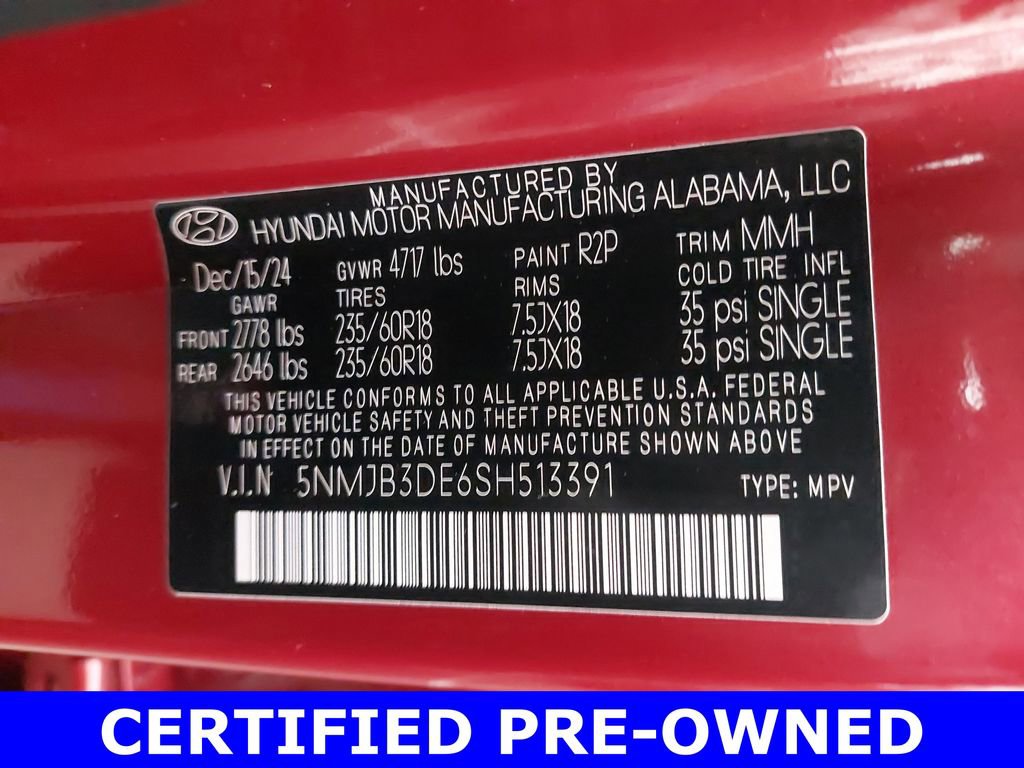 MANUFACTURED BY
HYUNDAI MOTOR MANUFACTURING ALABAMA, LLC
Dec/15/24 GVWR 4717 lbs PAINT R2P TRIM MMH
GAWR TIRES RIMS COLD TIRE INFL
FRONT 2778 lbs 235/60R18 7.5JX18 35 psi SINGLE
REAR 2646 lbs 235/60R18 7.5JX18 35 psi SINGLE
THIS VEHICLE CONFORMS TO ALL APPLICABLE U.S.A. FEDERAL
MOTOR VEHICLE SAFETY AND THEFT PREVENTION STANDARDS
IN EFFECT ON THE DATE OF MANUFACTURE SHOWN ABOVE
V.I.N 5NMJB3DE6SH513391 TYPE: MPV
CERTIFIED PRE-OWNED